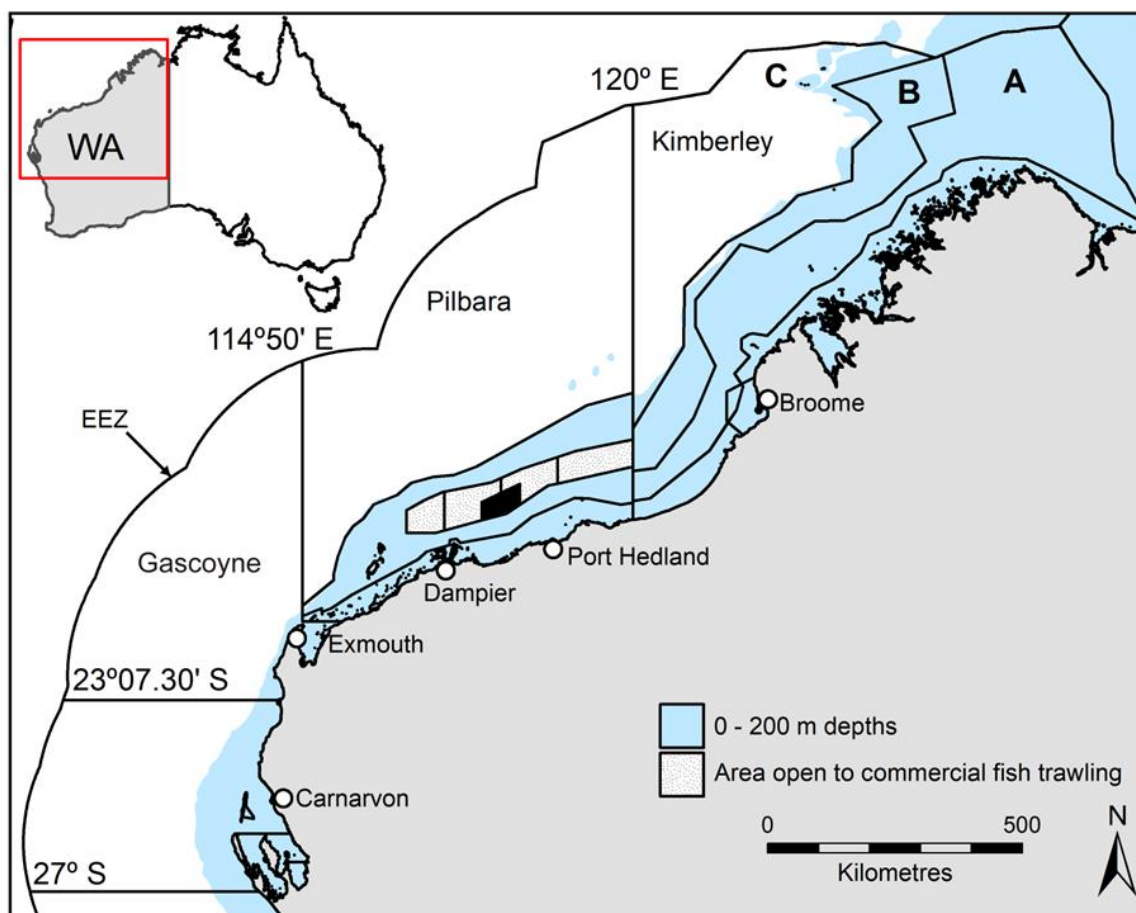 WA
120º E
C
B
A
Kimberley
Pilbara
114º50' E
EEZ
Broome
Gascoyne
Port Hedland
Dampier
Exmouth
23º07.30' S
0 - 200 m depths
Area open to commercial fish trawling
Carnarvon
N
0
500
Kilometres
27º S